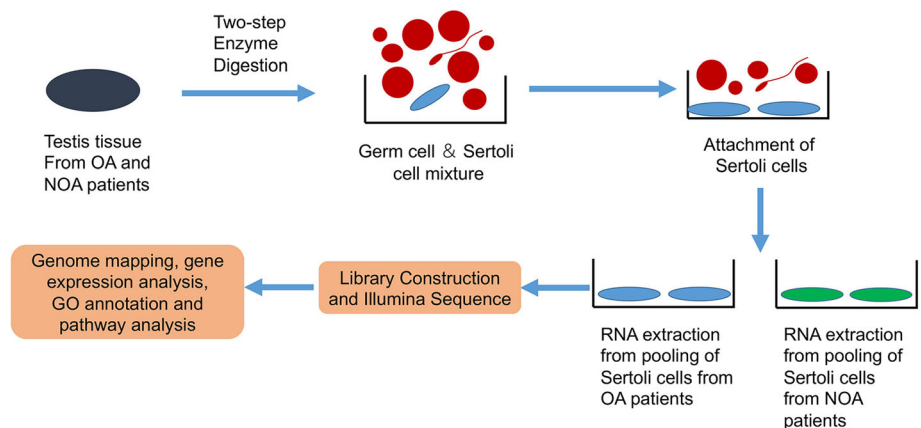 Two-step
Enzyme
Digestion
Testis tissue
From OA and
NOA patients
Germ cell & Sertoli
cell mixture
Attachment of
Sertoli cells
Genome mapping, gene
expression analysis,
GO annotation and
pathway analysis
Library Construction
and Illumina Sequence
RNA extraction
from pooling of
Sertoli cells from
OA patients
RNA extraction
from pooling of
Sertoli cells
from NOA
patients